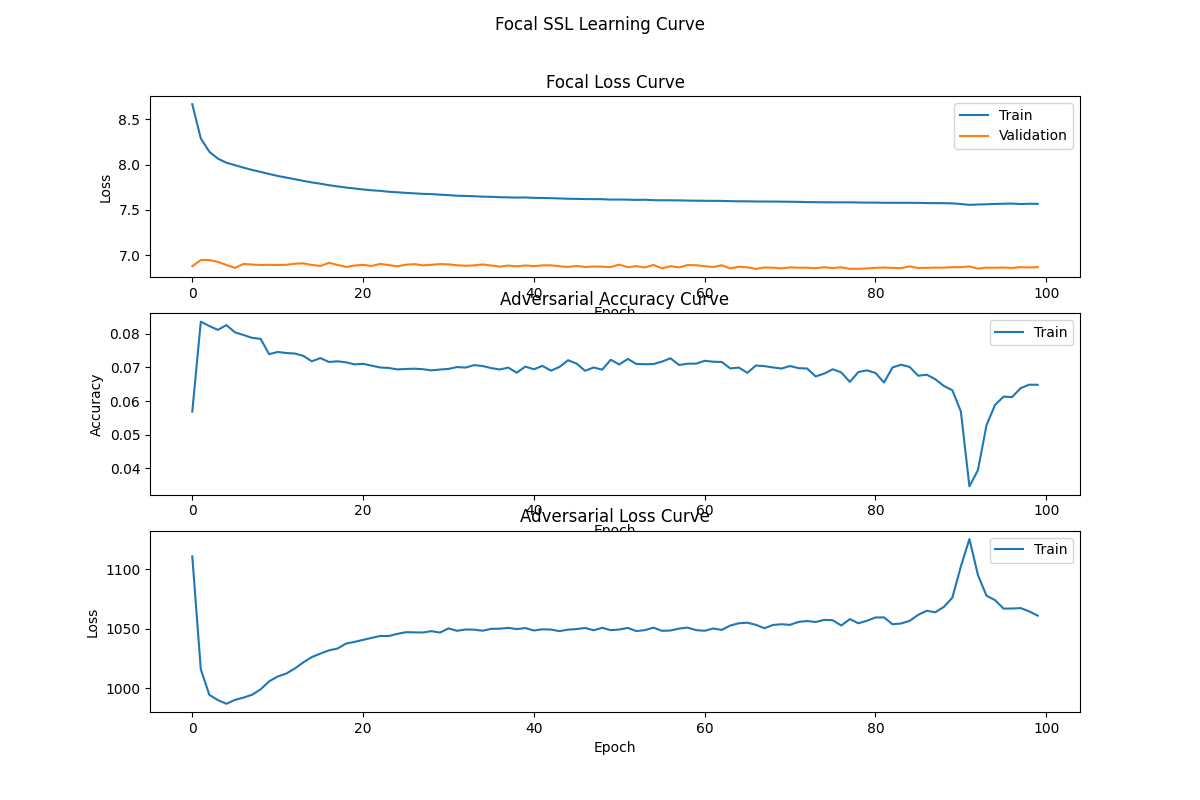 Focal SSL Learning Curve
Focal Loss Curve
8.5
8.0
7.5
7.0
Loss
Train
Validation
0 20 40 60 80 100
Epoch
Adversarial Accuracy Curve
0.08
0.07
0.06
0.05
0.04
Accuracy
Train
0 20 40 60 80 100
Epoch
Adversarial Loss Curve
1100
1050
1000
Loss
Train
0 20 40 60 80 100
Epoch